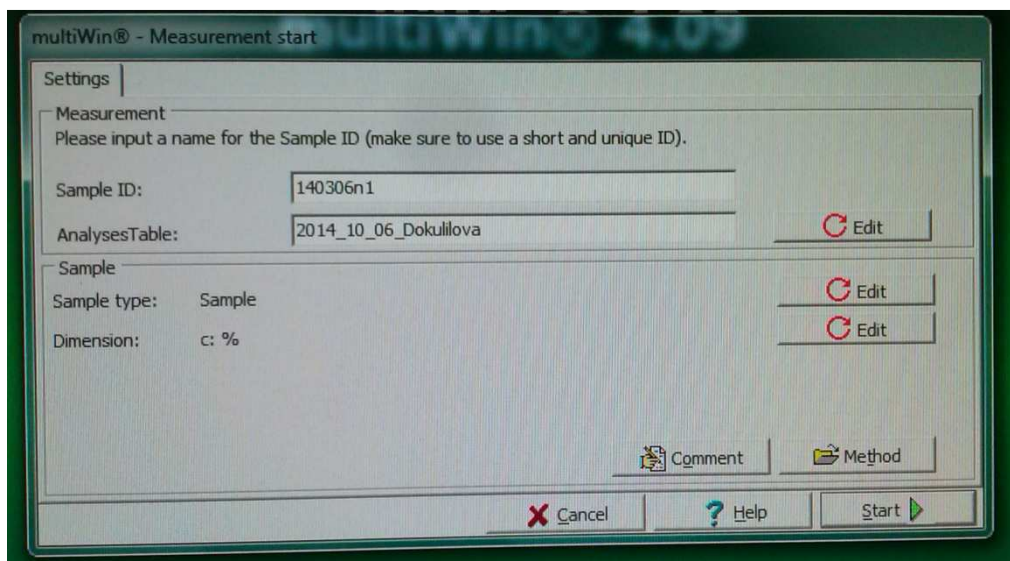 multiWin® 4.09
multiWin® - Measurement start
Settings
Measurement
Please input a name for the Sample ID (make sure to use a short and unique ID).
Sample ID: 140306n1
AnalysesTable: 2014_10_06_Dokulilova Edit
Sample
Sample type: Sample Edit
Dimension: c: % Edit
Comment Method
Cancel Help Start